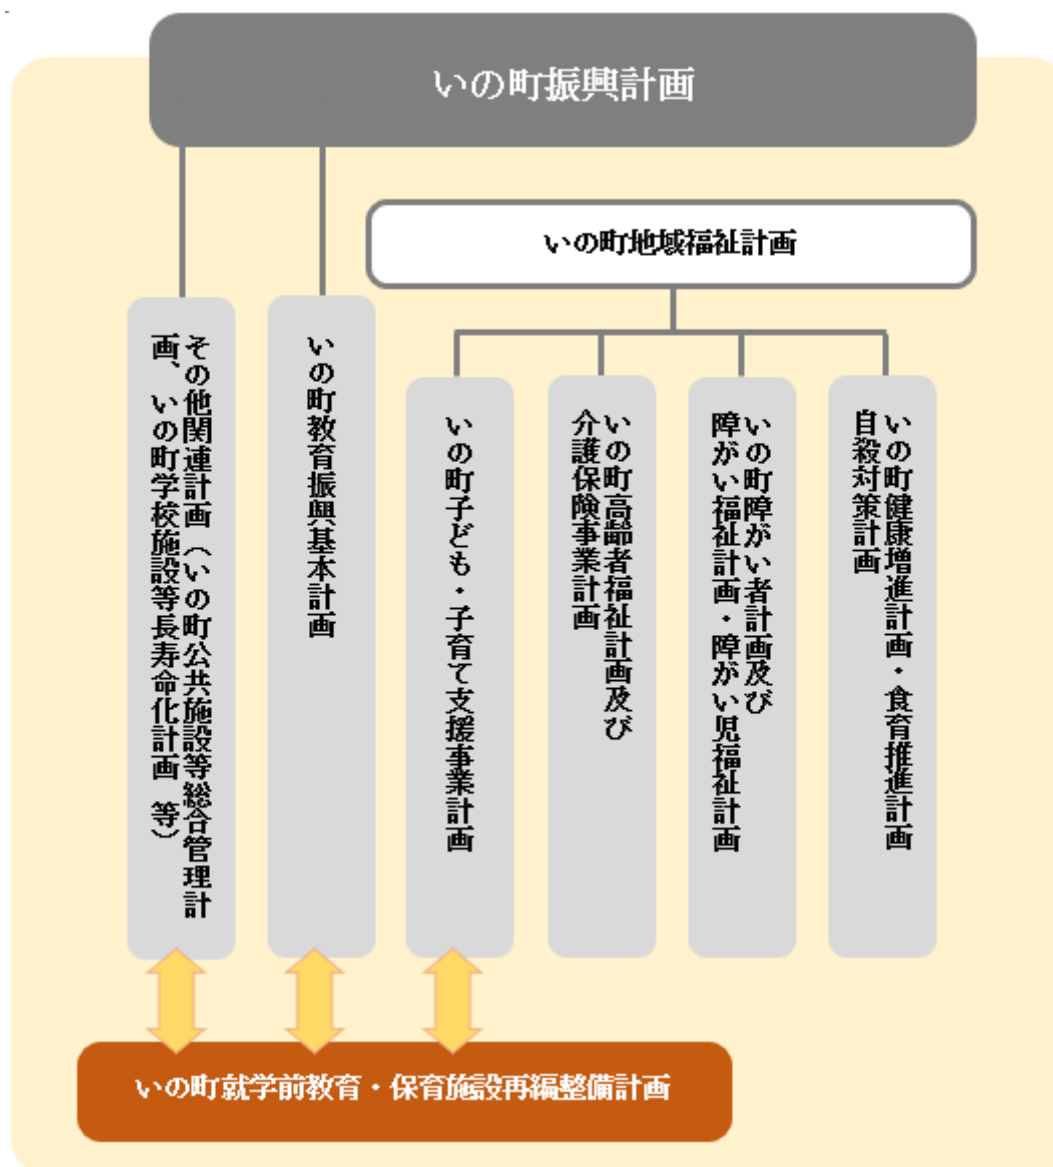 いの町振興計画
いの町地域福祉計画
その他関連計画（いの町公共施設等総合管理計
画、いの町学校施設等長寿命化計画 等）
いの町教育振興基本計画
いの町子ども・子育て支援事業計画
いの町高齢者福祉計画及び
介護保険事業計画
いの町障がい者計画及び
障がい福祉計画・障がい児福祉計画
いの町健康増進計画・食育推進計画
自殺対策計画
いの町就学前教育・保育施設再編整備計画